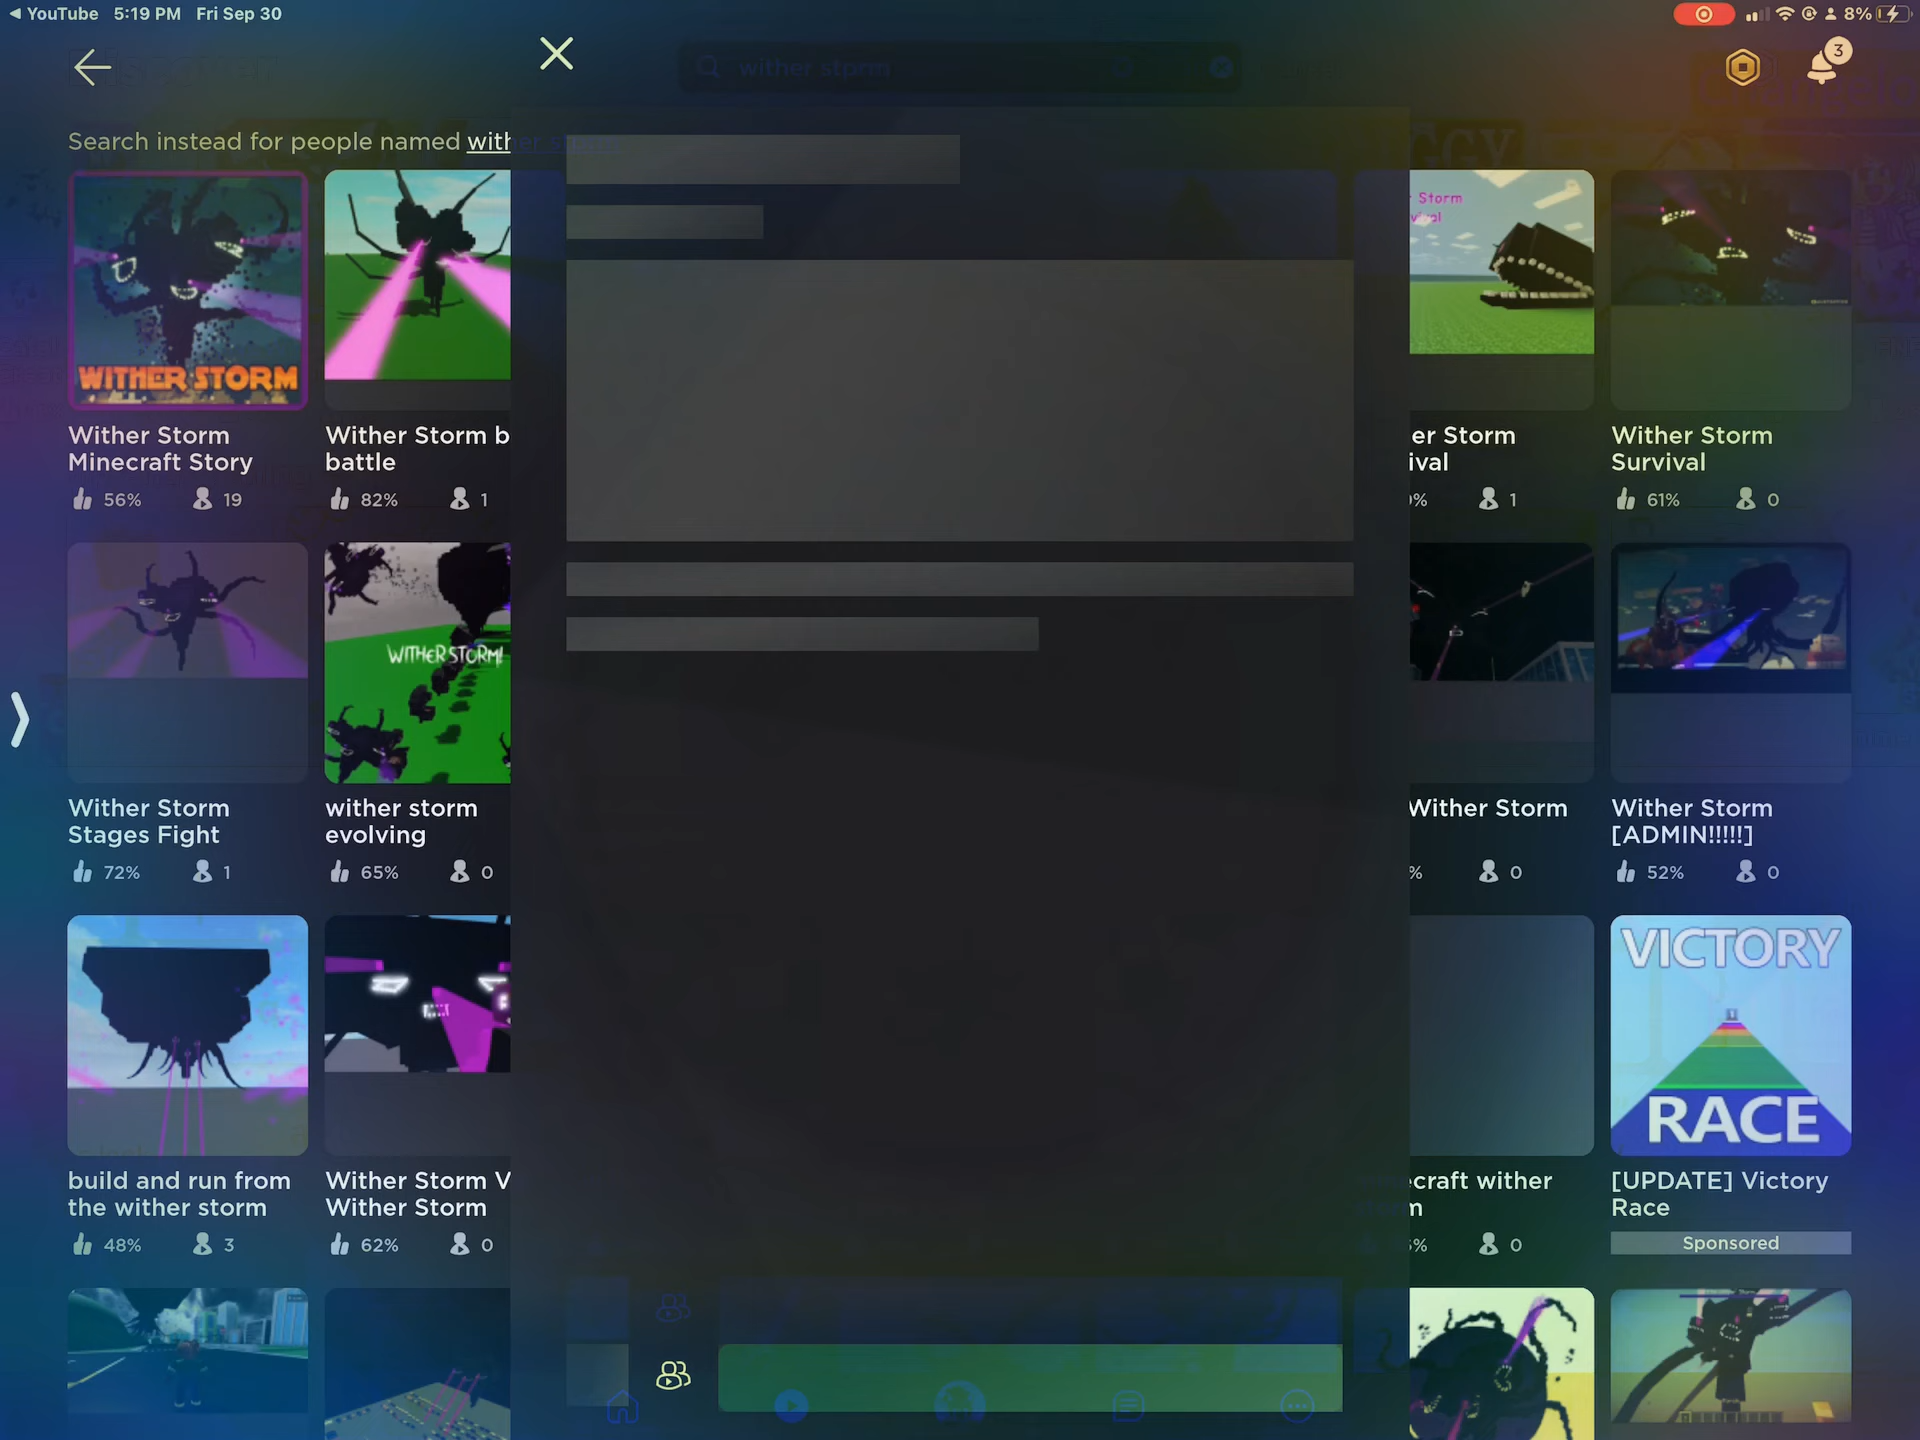 YouTube 5:19 PM Fri Sep 30
8%
wither storm
3
Search instead for people named wither storm
WITHER STORM
Storm
Wither Storm
Minecraft Story
56% 19
Wither Storm b
battle
82% 1
er Storm
ival
% 1
Wither Storm
Survival
61% 0
WITHER STORM!
Wither Storm
Stages Fight
72% 1
wither storm
evolving
65% 0
Wither Storm
% 0
Wither Storm
[ADMIN!!!!!]
52% 0
VICTORY
RACE
build and run from
the wither storm
48% 3
Wither Storm V
Wither Storm
62% 0
craft wither
m
% 0
[UPDATE] Victory
Race
Sponsored